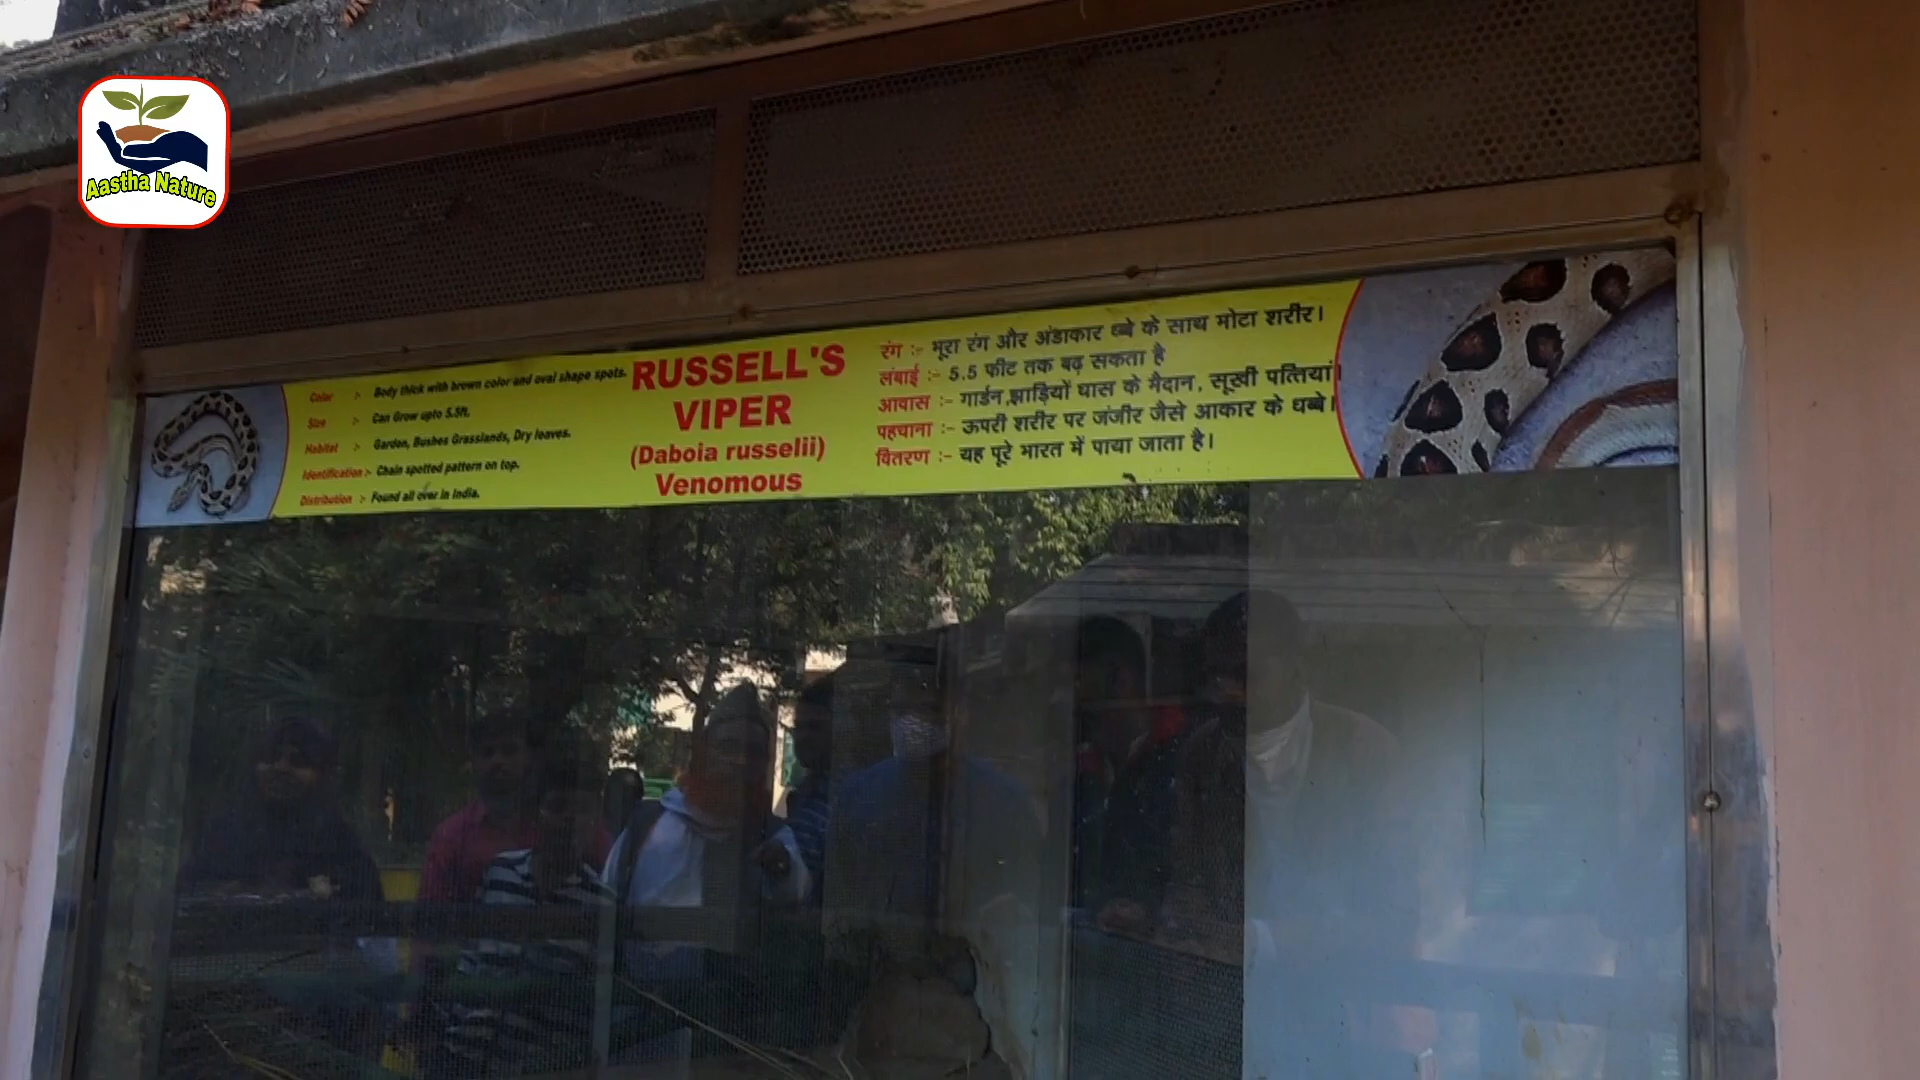 Aastha Nature
Color :- Body thick with brown color and oval shape spots.
Size :- Can Grow upto 5.5ft.
Habitat :- Garden, Bushes Grasslands, Dry leaves.
Identification :- Chain spotted pattern on top.
Distribution :- Found all over in India.
RUSSELL'S
VIPER
(Daboia russelii)
Venomous
रंग :- भूरा रंग और अंडाकार ध्बे के साथ मोटा शरीर।
लंबाई :- 5.5 फीट तक बढ़ सकता है
आवास :- गार्डन,झाड़ियों घास के मैदान, सूखी पत्तियां
पहचाना :- ऊपरी शरीर पर जंजीर जैसे आकार के धब्बे।
वितरण :- यह पूरे भारत में पाया जाता है।